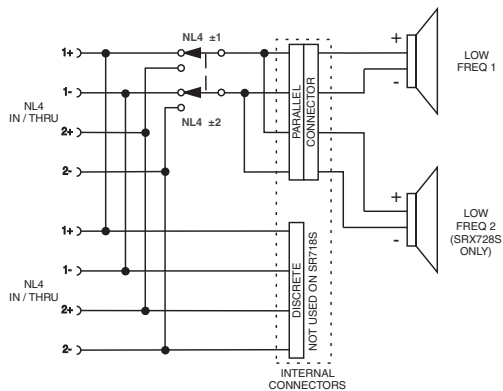 NL4 ±1
1+
1-
NL4
IN / THRU
2+
2-
NL4 ±2
PARALLEL
CONNECTOR
+
-
LOW
FREQ 1
+
-
LOW
FREQ 2
(SRX728S
ONLY)
1+
1-
NL4
IN / THRU
2+
2-
DISCRETE
NOT USED ON SR718S
INTERNAL
CONNECTORS